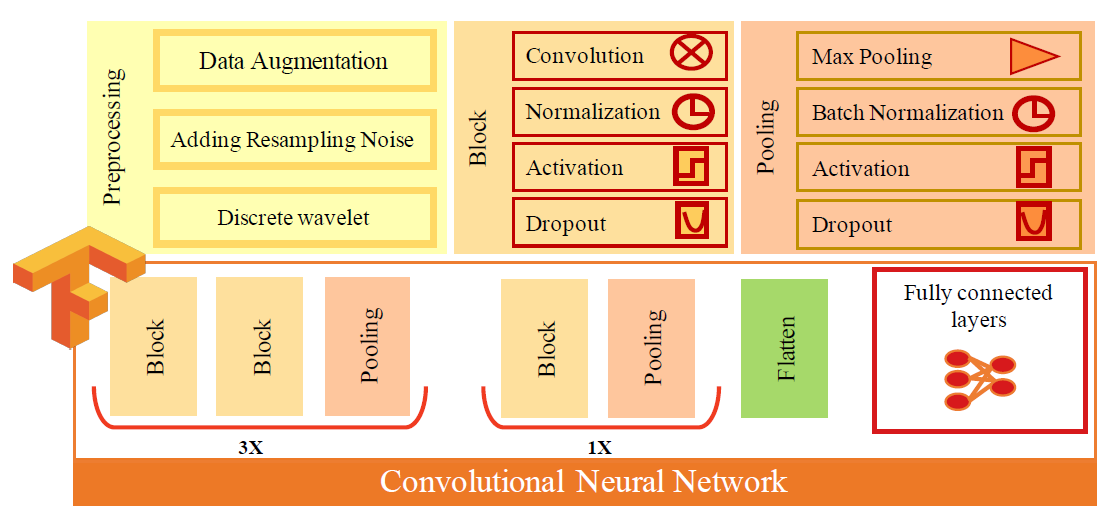 Preprocessing
Data Augmentation
Adding Resampling Noise
Discrete wavelet
Block
Convolution
Normalization
Activation
Dropout
Pooling
Max Pooling
Batch Normalization
Activation
Dropout
Block
Block
Pooling
3X
Block
Pooling
1X
Flatten
Fully connected
layers
Convolutional Neural Network